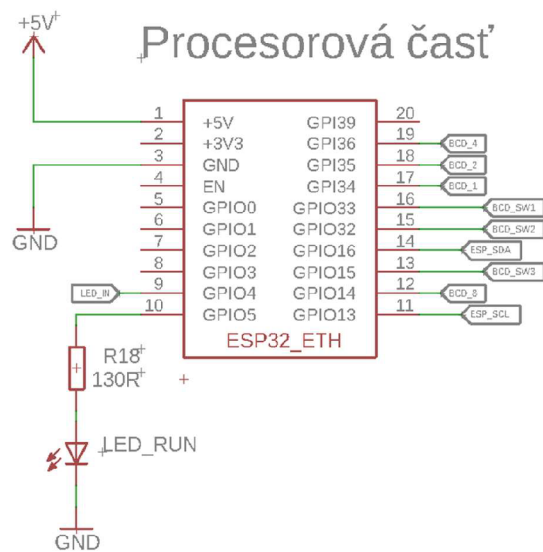 +5V
Procesorová časť
1 +5V GPI39 20
2 +3V3 GPI36 19 BCD_4
3 GND GPI35 18 BCD_2
4 EN GPI34 17 BCD_1
5 GPIO0 GPIO33 16 BCD_SW1
6 GPIO1 GPIO32 15 BCD_SW2
7 GPIO2 GPIO16 14 ESP_SDA
8 GPIO3 GPIO15 13 BCD_SW3
LED_IN 9 GPIO4 GPIO14 12 BCD_8
10 GPIO5 GPIO13 11 ESP_SCL
GND
ESP32_ETH
R18
130R
LED_RUN
GND